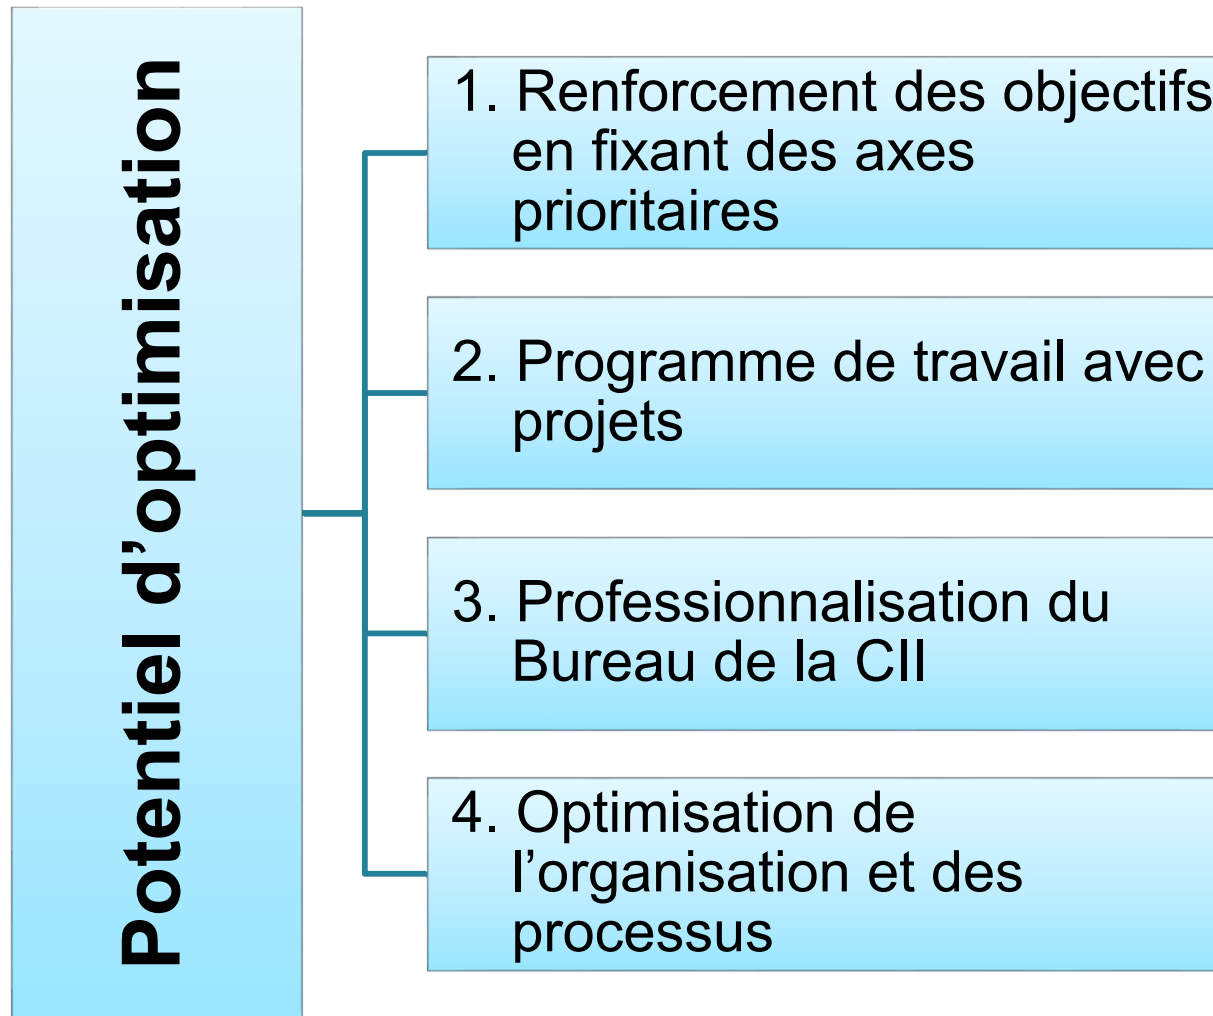 Potentiel d’optimisation
1. Renforcement des objectifs
en fixant des axes
prioritaires
2. Programme de travail avec
projets
3. Professionnalisation du
Bureau de la CII
4. Optimisation de
l’organisation et des
processus